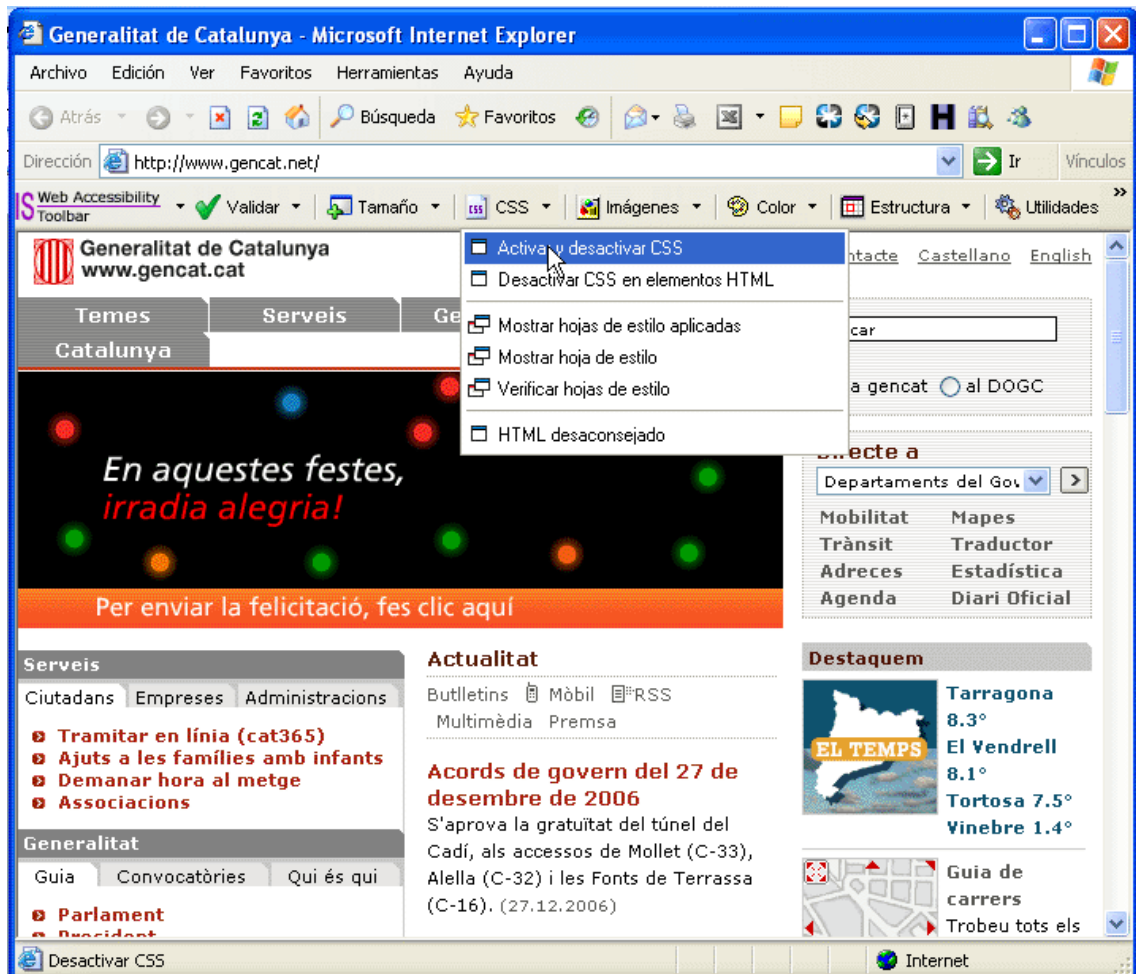 Generalitat de Catalunya - Microsoft Internet Explorer
Archivo Edición Ver Favoritos Herramientas Ayuda
Atrás Búsqueda Favoritos
Dirección http://www.gencat.net/ Ir Vínculos
IS Web Accessibility Toolbar Validar Tamaño CSS Imágenes Color Estructura Utilidades »
Generalitat de Catalunya
www.gencat.cat
Castellano English
Activar y desactivar CSS
Desactivar CSS en elementos HTML
Mostrar hojas de estilo aplicadas
Mostrar hoja de estilo
Verificar hojas de estilo
HTML desaconsejado
Temes Serveis
Catalunya
a gencat al DOGC
En aquestes festes,
irradia alegria!
Per enviar la felicitació, fes clic aquí
Directe a
Departaments del Gov
Mobilitat Mapes
Trànsit Traductor
Adreces Estadística
Agenda Diari Oficial
Serveis
Ciutadans Empreses Administracions
Tramitar en línia (cat365)
Ajuts a les famílies amb infants
Demanar hora al metge
Associacions
Generalitat
Guia Convocatòries Qui és qui
Parlament
President
Actualitat
Butlletins Mòbil RSS
Multimèdia Premsa
Acords de govern del 27 de
desembre de 2006
S'aprova la gratuïtat del túnel del
Cadí, als accessos de Mollet (C-33),
Alella (C-32) i les Fonts de Terrassa
(C-16). (27.12.2006)
Destaquem
EL TEMPS
Tarragona
8.3°
El Vendrell
8.1°
Tortosa 7.5°
Vinebre 1.4°
Guia de
carrers
Trobeu tots els
Desactivar CSS Internet